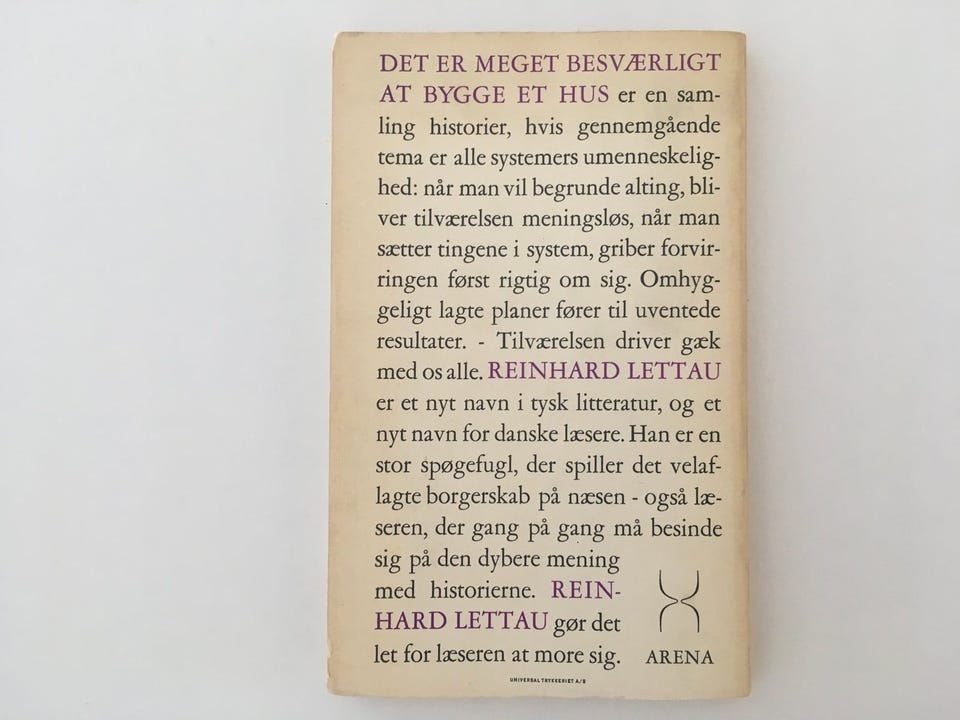 DET ER MEGET BESVÆRLIGT
AT BYGGE ET HUS er en sam-
ling historier, hvis gennemgående
tema er alle systemers umenneskelig-
hed: når man vil begrunde alting, bli-
ver tilværelsen meningsløs, når man
sætter tingene i system, griber forvir-
ringen først rigtig om sig. Omhyg-
geligt lagte planer fører til uventede
resultater. - Tilværelsen driver gæk
med os alle. REINHARD LETTAU
er et nyt navn i tysk litteratur, og et
nyt navn for danske læsere. Han er en
stor spøgefugl, der spiller det velaf-
lagte borgerskab på næsen - også læ-
seren, der gang på gang må besinde
sig på den dybere mening
med historierne. REIN-
HARD LETTAU gør det
let for læseren at more sig.
ARENA
UNIVERSALTRYKKERIET A/S